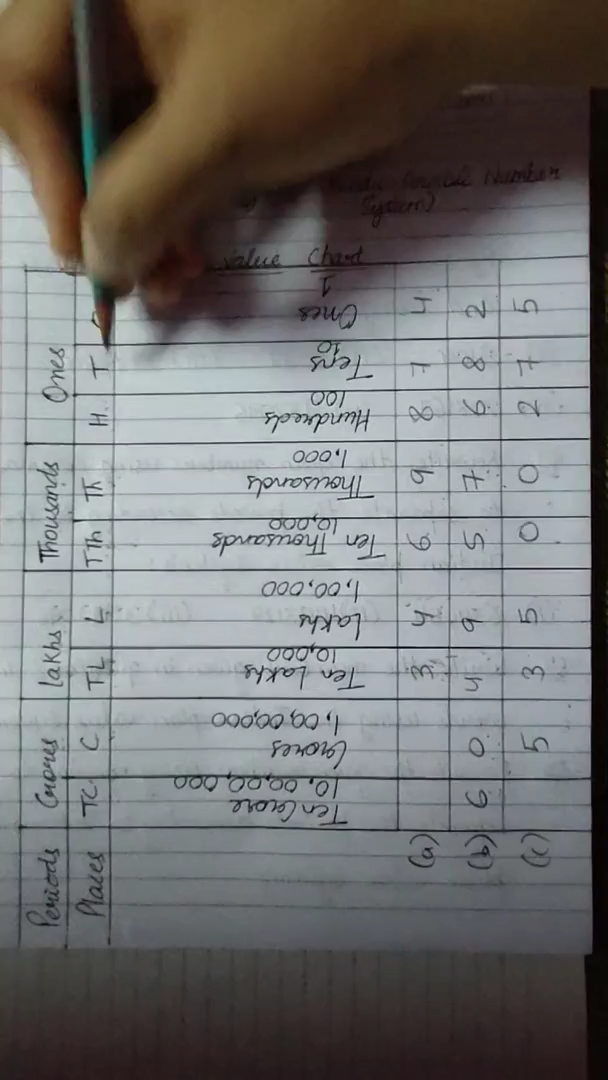 Number
System)
Value Chart
Periods Crores Lakhs Thousands Ones
Places TC C TL L TTh Th H T
Ten Crore 10,00,00,000 Crores 1,00,00,000 Ten Lakhs 10,000 Lakhs 1,00,000 Ten Thousands 10,000 Thousands 1,000 Hundreds 100 Tens 10 Ones 1
(a) 3 4 6 9 8 7 4
(b) 6 0 4 9 5 7 6 8 2
(c) 5 3 5 0 0 2 7 5